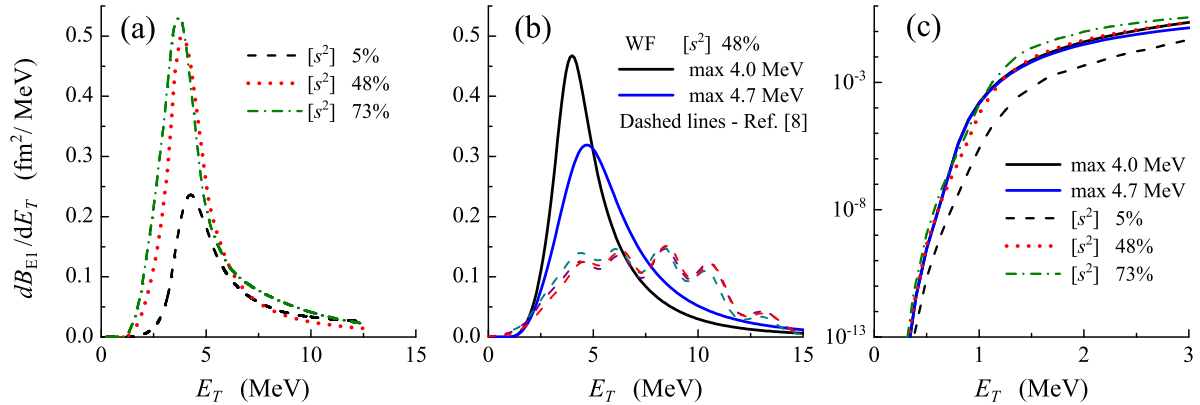 dB_E1/dE_T (fm²/ MeV)
0.5
0.4
0.3
0.2
0.1
0.0
(a)
[s²] 5%
[s²] 48%
[s²] 73%
0 5 10 15
E_T (MeV)
0.5
0.4
0.3
0.2
0.1
0.0
(b)
WF [s²] 48%
max 4.0 MeV
max 4.7 MeV
Dashed lines - Ref. [8]
0 5 10 15
E_T (MeV)
(c)
10⁻³
10⁻⁸
10⁻¹³
max 4.0 MeV
max 4.7 MeV
[s²] 5%
[s²] 48%
[s²] 73%
0 1 2 3
E_T (MeV)